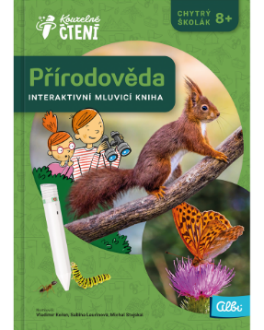 Kouzelné
ČTENÍ
CHYTRÝ
ŠKOLÁK 8+
Přírodověda
INTERAKTIVNÍ MLUVICÍ KNIHA
Albi